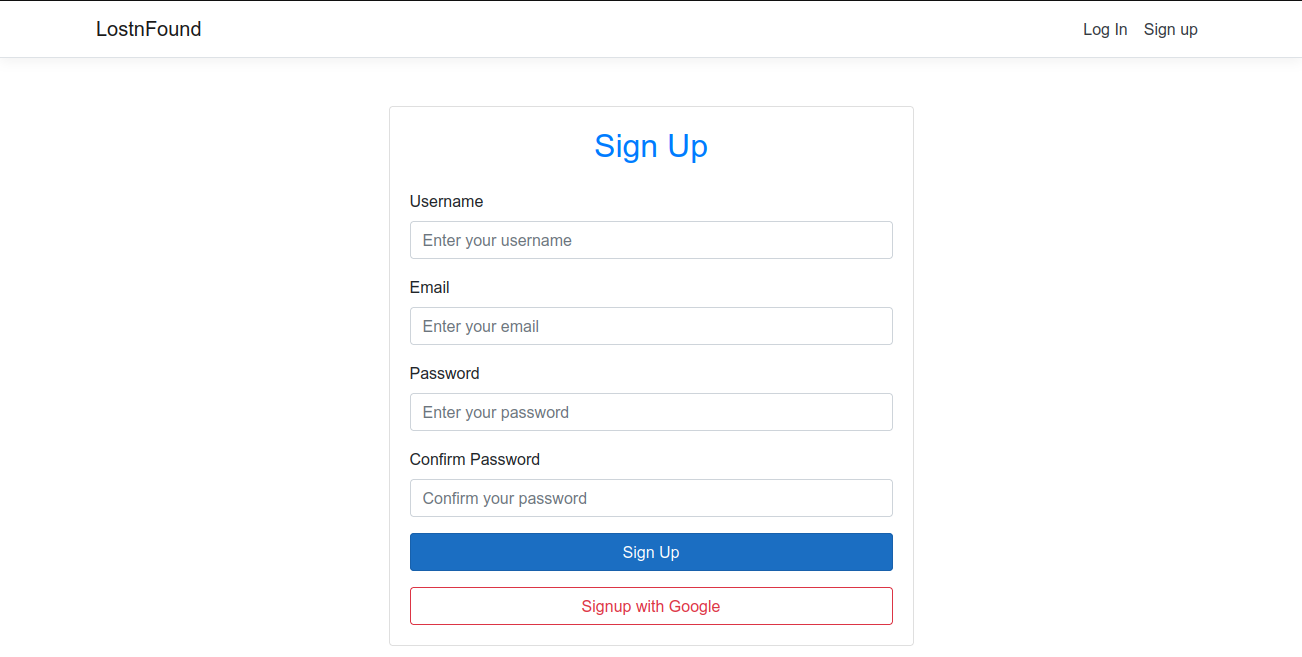 LostnFound
Log In Sign up
Sign Up
Username
Enter your username
Email
Enter your email
Password
Enter your password
Confirm Password
Confirm your password
Sign Up
Signup with Google